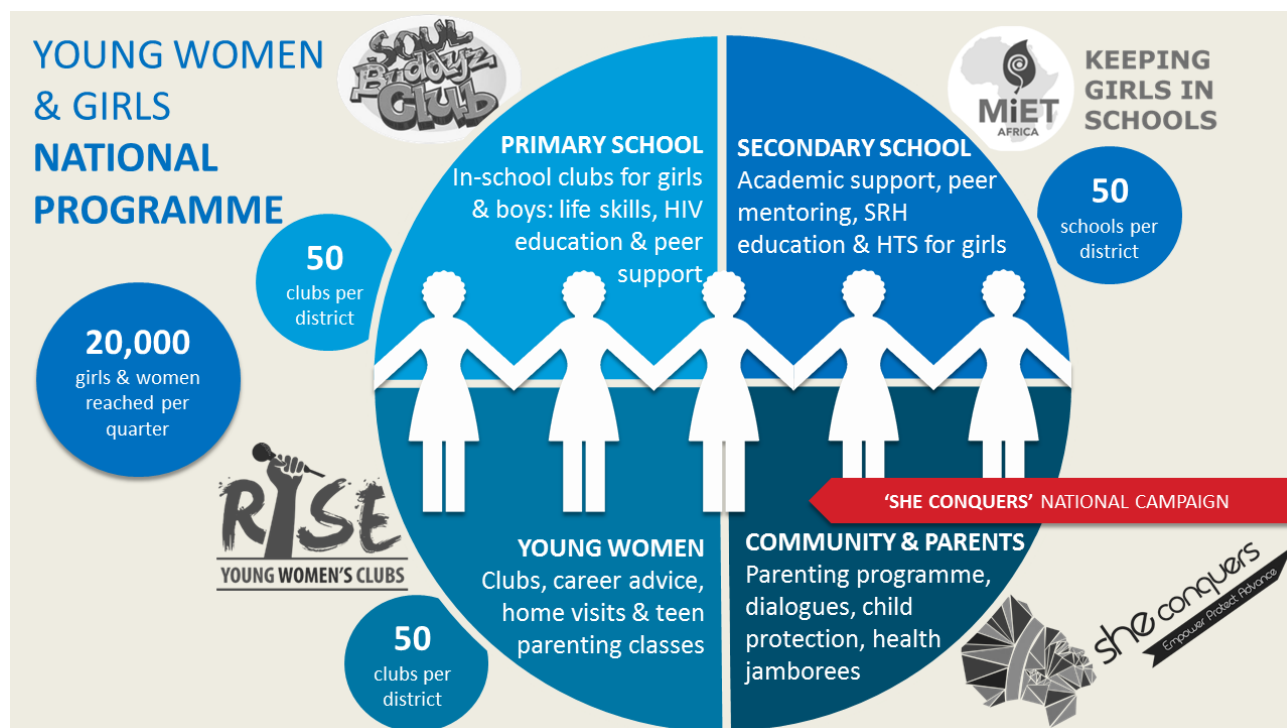 YOUNG WOMEN
& GIRLS
NATIONAL
PROGRAMME
SOUL
Buddyz
Club
MiET
AFRICA
KEEPING
GIRLS IN
SCHOOLS
PRIMARY SCHOOL
In-school clubs for girls
& boys: life skills, HIV
education & peer
support
SECONDARY SCHOOL
Academic support, peer
mentoring, SRH
education & HTS for girls
50
clubs per
district
50
schools per
district
20,000
girls & women
reached per
quarter
RISE
YOUNG WOMEN'S CLUBS
'SHE CONQUERS' NATIONAL CAMPAIGN
YOUNG WOMEN
Clubs, career advice,
home visits & teen
parenting classes
COMMUNITY & PARENTS
Parenting programme,
dialogues, child
protection, health
jamborees
50
clubs per
district
she conquers
Empower Protect Advance